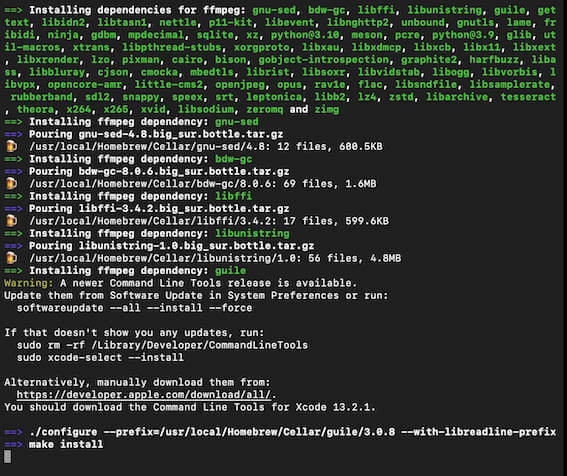 ==> Installing dependencies for ffmpeg: gnu-sed, bdw-gc, libffi, libunistring, guile, get
text, libidn2, libtasn1, nettle, p11-kit, libevent, libnghttp2, unbound, gnutls, lame, fr
ibidi, ninja, gdbm, mpdecimal, sqlite, xz, python@3.10, meson, pcre, python@3.9, glib, ut
il-macros, xtrans, libpthread-stubs, xorgproto, libxau, libxdmcp, libxcb, libx11, libxext
, libxrender, lzo, pixman, cairo, bison, gobject-introspection, graphite2, harfbuzz, liba
ss, libbluray, cjson, cmocka, mbedtls, librist, libsoxr, libvidstab, libogg, libvorbis, l
ibvpx, opencore-amr, little-cms2, openjpeg, opus, rav1e, flac, libsndfile, libsamplerate,
 rubberband, sdl2, snappy, speex, srt, leptonica, libb2, lz4, zstd, libarchive, tesseract
, theora, x264, x265, xvid, libsodium, zeromq and zimg
==> Installing ffmpeg dependency: gnu-sed
==> Pouring gnu-sed-4.8.big_sur.bottle.tar.gz
🍺  /usr/local/Homebrew/Cellar/gnu-sed/4.8: 12 files, 600.5KB
==> Installing ffmpeg dependency: bdw-gc
==> Pouring bdw-gc-8.0.6.big_sur.bottle.tar.gz
🍺  /usr/local/Homebrew/Cellar/bdw-gc/8.0.6: 69 files, 1.6MB
==> Installing ffmpeg dependency: libffi
==> Pouring libffi-3.4.2.big_sur.bottle.tar.gz
🍺  /usr/local/Homebrew/Cellar/libffi/3.4.2: 17 files, 599.6KB
==> Installing ffmpeg dependency: libunistring
==> Pouring libunistring-1.0.big_sur.bottle.tar.gz
🍺  /usr/local/Homebrew/Cellar/libunistring/1.0: 56 files, 4.8MB
==> Installing ffmpeg dependency: guile
Warning: A newer Command Line Tools release is available.
Update them from Software Update in System Preferences or run:
  softwareupdate --all --install --force

If that doesn't show you any updates, run:
  sudo rm -rf /Library/Developer/CommandLineTools
  sudo xcode-select --install

Alternatively, manually download them from:
  https://developer.apple.com/download/all/.
You should download the Command Line Tools for Xcode 13.2.1.

==> ./configure --prefix=/usr/local/Homebrew/Cellar/guile/3.0.8 --with-libreadline-prefix
==> make install